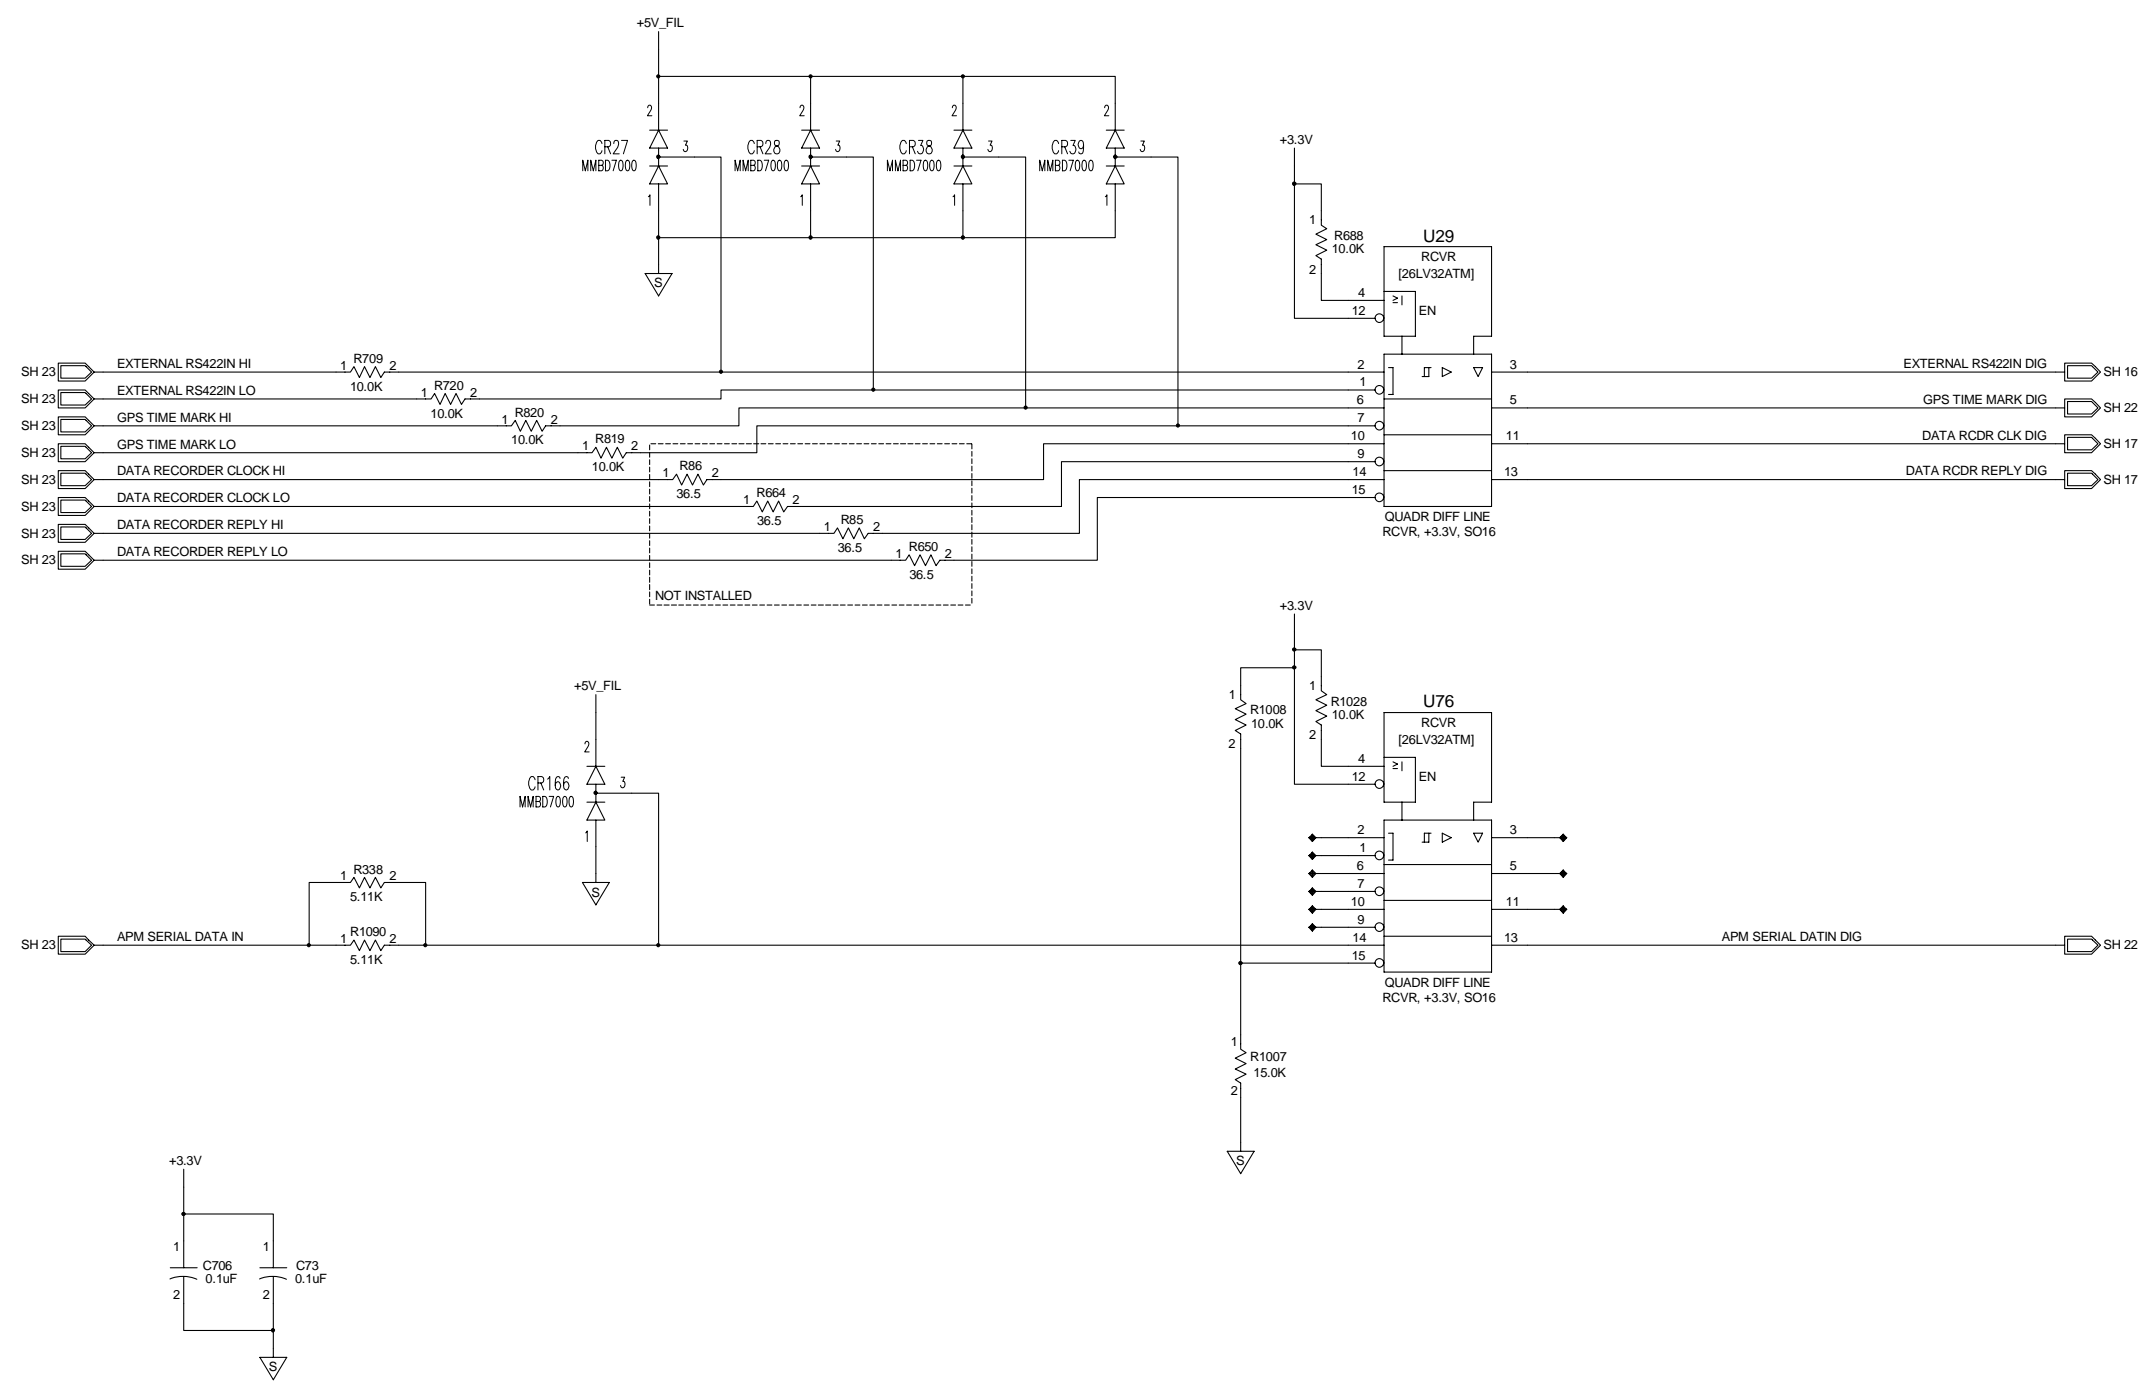 +5V_FIL
2 2 2 2
CR27 3 CR28 3 CR38 3 CR39 3
MMBD7000 MMBD7000 MMBD7000 MMBD7000
1 1 1 1
S
+3.3V
1
R688
10.0K
2
U29
RCVR
[26LV32ATM]
4 ≥1
12 EN
SH 23 EXTERNAL RS422IN HI 1 R709 2 2 3 EXTERNAL RS422IN DIG SH 16
10.0K
SH 23 EXTERNAL RS422IN LO 1 R720 2 1
10.0K
SH 23 GPS TIME MARK HI 1 R820 2 6 5 GPS TIME MARK DIG SH 22
10.0K
SH 23 GPS TIME MARK LO 1 R819 2 7
10.0K
SH 23 DATA RECORDER CLOCK HI 1 R86 2 10 11 DATA RCDR CLK DIG SH 17
36.5
SH 23 DATA RECORDER CLOCK LO 1 R664 2 9
36.5
SH 23 DATA RECORDER REPLY HI 1 R85 2 14 13 DATA RCDR REPLY DIG SH 17
36.5
SH 23 DATA RECORDER REPLY LO 1 R650 2 15
36.5
NOT INSTALLED
QUADR DIFF LINE
RCVR, +3.3V, SO16
+3.3V
1
R1008
10.0K
2
1
R1028
10.0K
2
U76
RCVR
[26LV32ATM]
4 ≥1
12 EN
+5V_FIL
2
CR166 3
MMBD7000
1
S
2 3
1
6 5
7
10 11
9
1 R338 2
5.11K
SH 23 APM SERIAL DATA IN 1 R1090 2 14 13 APM SERIAL DATIN DIG SH 22
5.11K
15
QUADR DIFF LINE
RCVR, +3.3V, SO16
1
R1007
15.0K
2
S
+3.3V
1 1
C706 C73
0.1uF 0.1uF
2 2
S